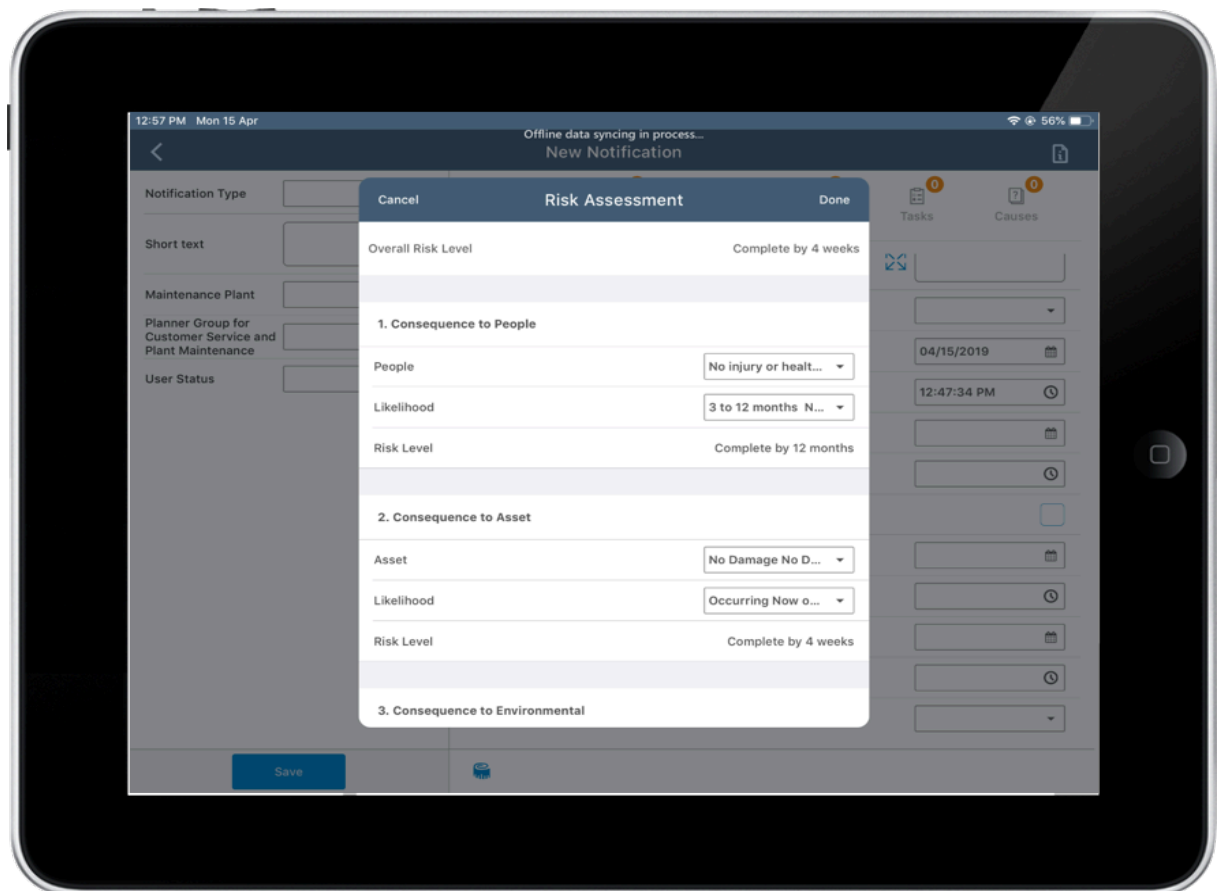 12:57 PM Mon 15 Apr
56%
Offline data syncing in process...
New Notification
Notification Type
Short text
Maintenance Plant
Planner Group for
Customer Service and
Plant Maintenance
User Status
Save
0
Tasks
0
Causes
04/15/2019
12:47:34 PM
Cancel
Risk Assessment
Done
Overall Risk Level
Complete by 4 weeks
1. Consequence to People
People
No injury or healt...
Likelihood
3 to 12 months N...
Risk Level
Complete by 12 months
2. Consequence to Asset
Asset
No Damage No D...
Likelihood
Occurring Now o...
Risk Level
Complete by 4 weeks
3. Consequence to Environmental